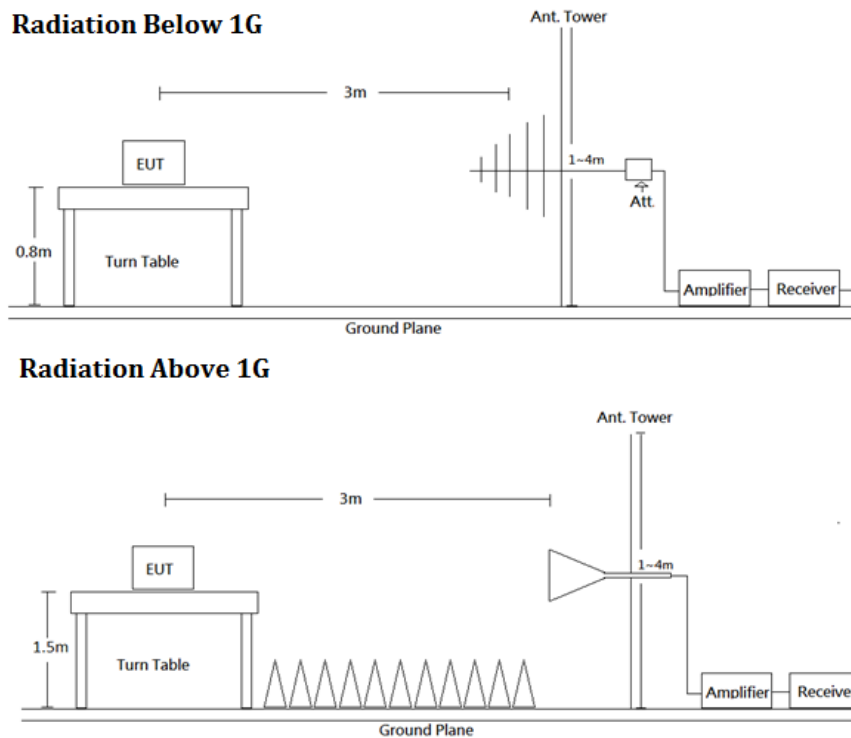 Radiation Below 1G
Ant. Tower
3m
EUT
1~4m
Att.
0.8m
Turn Table
Amplifier
Receiver
Ground Plane
Radiation Above 1G
Ant. Tower
3m
EUT
1~4m
1.5m
Turn Table
Amplifier
Receive
Ground Plane